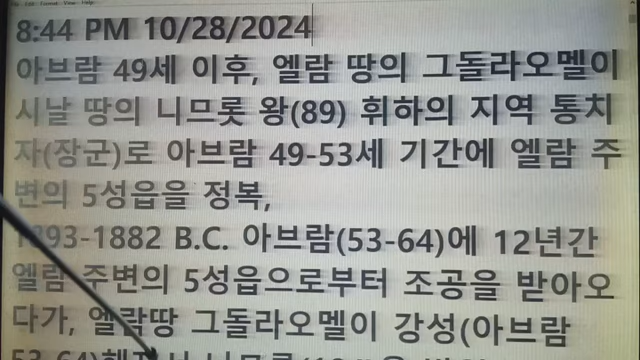 8:44 PM 10/28/2024
아브람 49세 이후, 엘람 땅의 그돌라오멜이
시날 땅의 니므롯 왕(89) 휘하의 지역 통치
자(장군)로 아브람 49-53세 기간에 엘람 주
변의 5성읍을 정복,
1893-1882 B.C. 아브람(53-64)에 12년간
엘람 주변의 5성읍으로부터 조공을 받아오
다가, 엘락땅 그돌라오멜이 강성(아브람